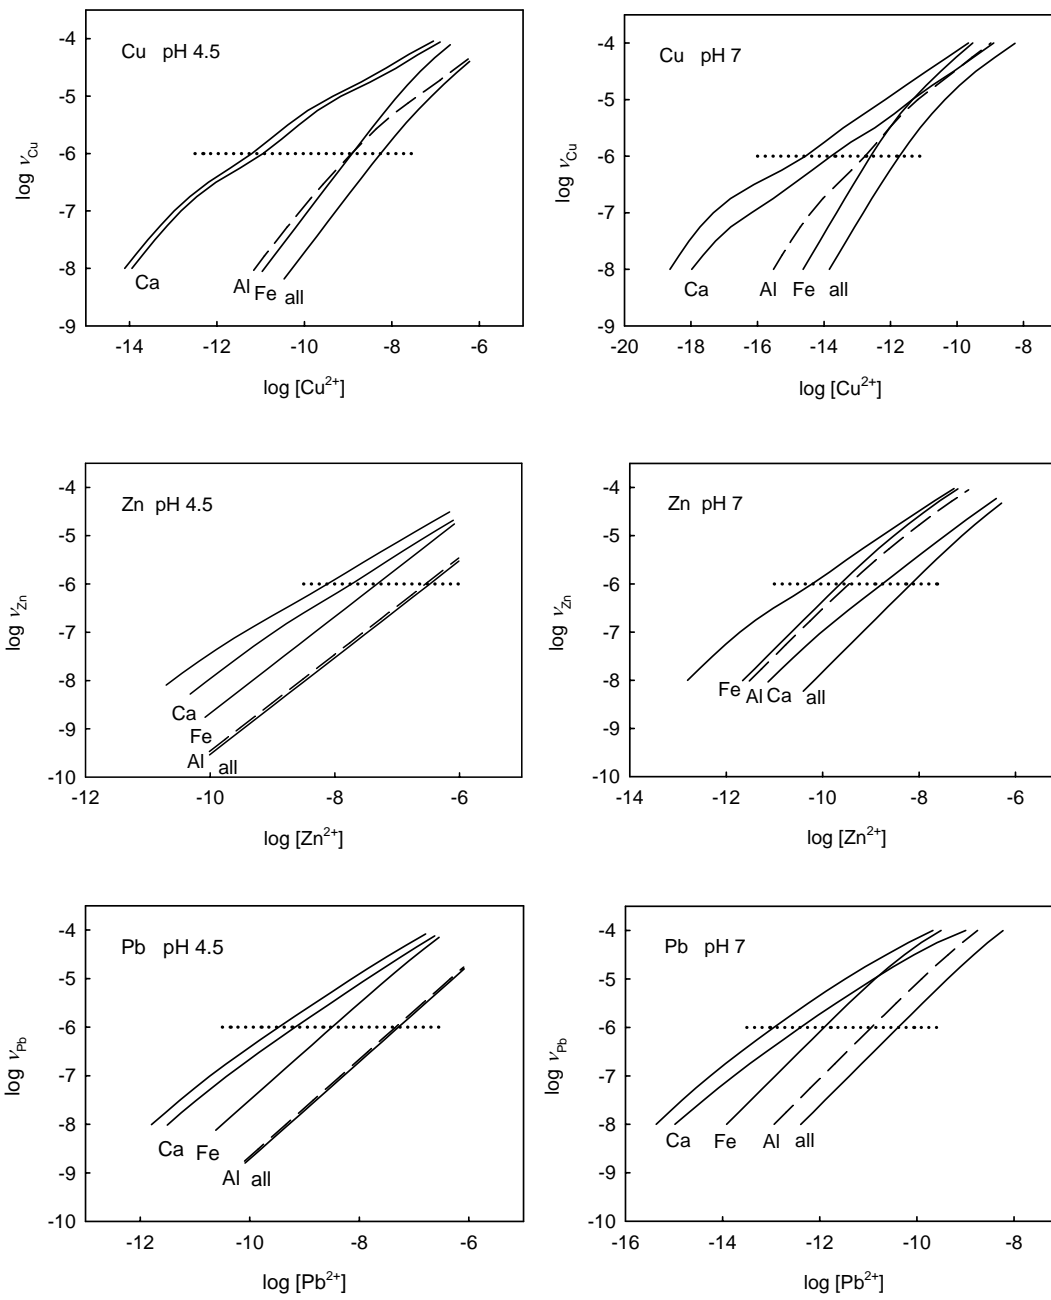 Cu pH 4.5
log νCu
-4
-5
-6
-7
-8
-9
Ca
Al
Fe
all
-14
-12
-10
-8
-6
log [Cu2+]
Cu pH 7
log νCu
-4
-5
-6
-7
-8
-9
Ca
Al
Fe
all
-20
-18
-16
-14
-12
-10
-8
log [Cu2+]
Zn pH 4.5
log νZn
-4
-5
-6
-7
-8
-9
-10
Ca
Fe
Al
all
-12
-10
-8
-6
log [Zn2+]
Zn pH 7
log νZn
-4
-5
-6
-7
-8
-9
-10
Fe
Al
Ca
all
-14
-12
-10
-8
-6
log [Zn2+]
Pb pH 4.5
log νPb
-4
-5
-6
-7
-8
-9
-10
Ca
Fe
Al
all
-12
-10
-8
-6
log [Pb2+]
Pb pH 7
log νPb
-4
-5
-6
-7
-8
-9
-10
Ca
Fe
Al
all
-16
-14
-12
-10
-8
log [Pb2+]